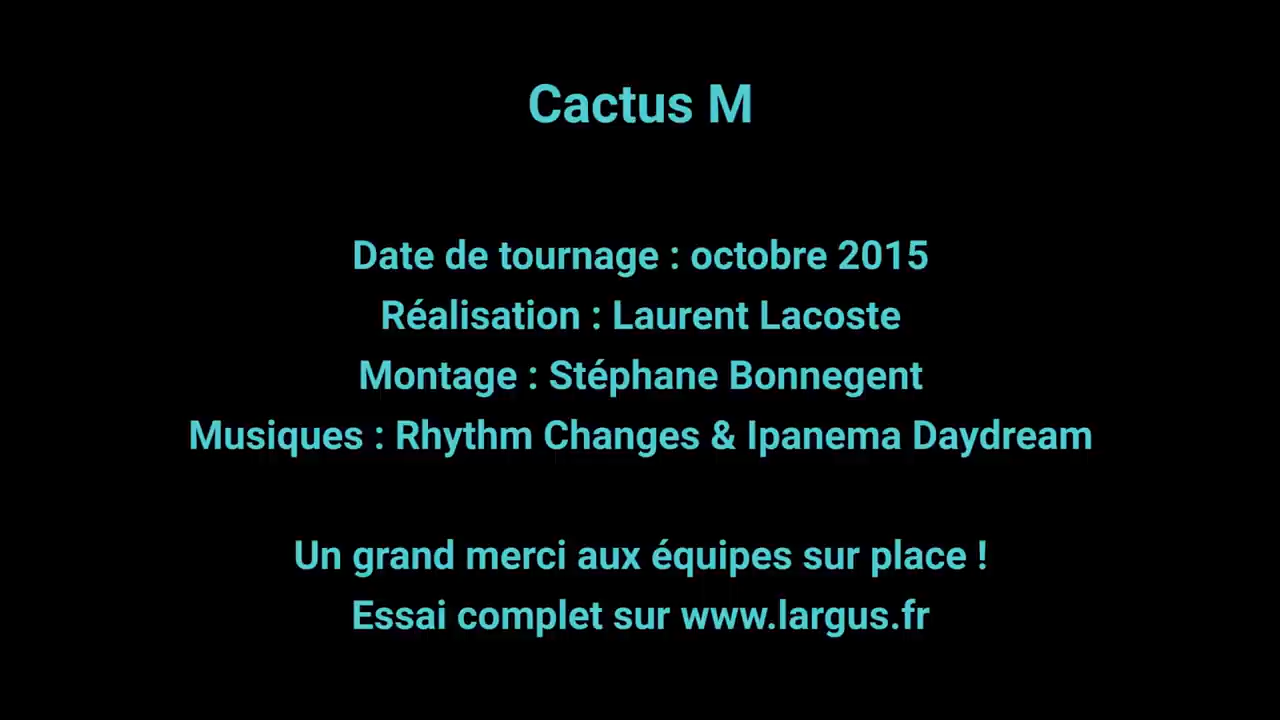 Cactus M
Date de tournage : octobre 2015
Réalisation : Laurent Lacoste
Montage : Stéphane Bonnegent
Musiques : Rhythm Changes & Ipanema Daydream
Un grand merci aux équipes sur place !
Essai complet sur www.largus.fr